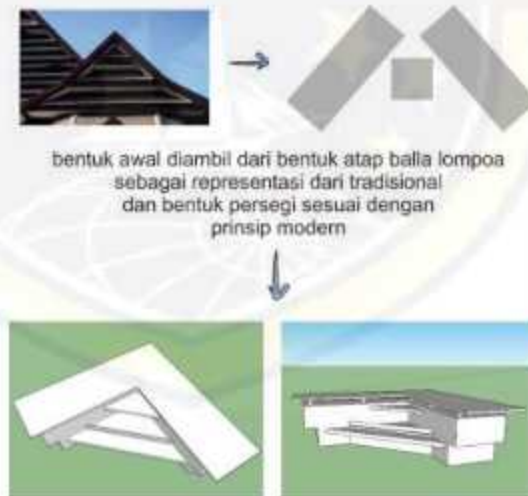 bentuk awal diambil dari bentuk atap balla lompoa
sebagai representasi dari tradisional
dan bentuk persegi sesuai dengan
prinsip modern